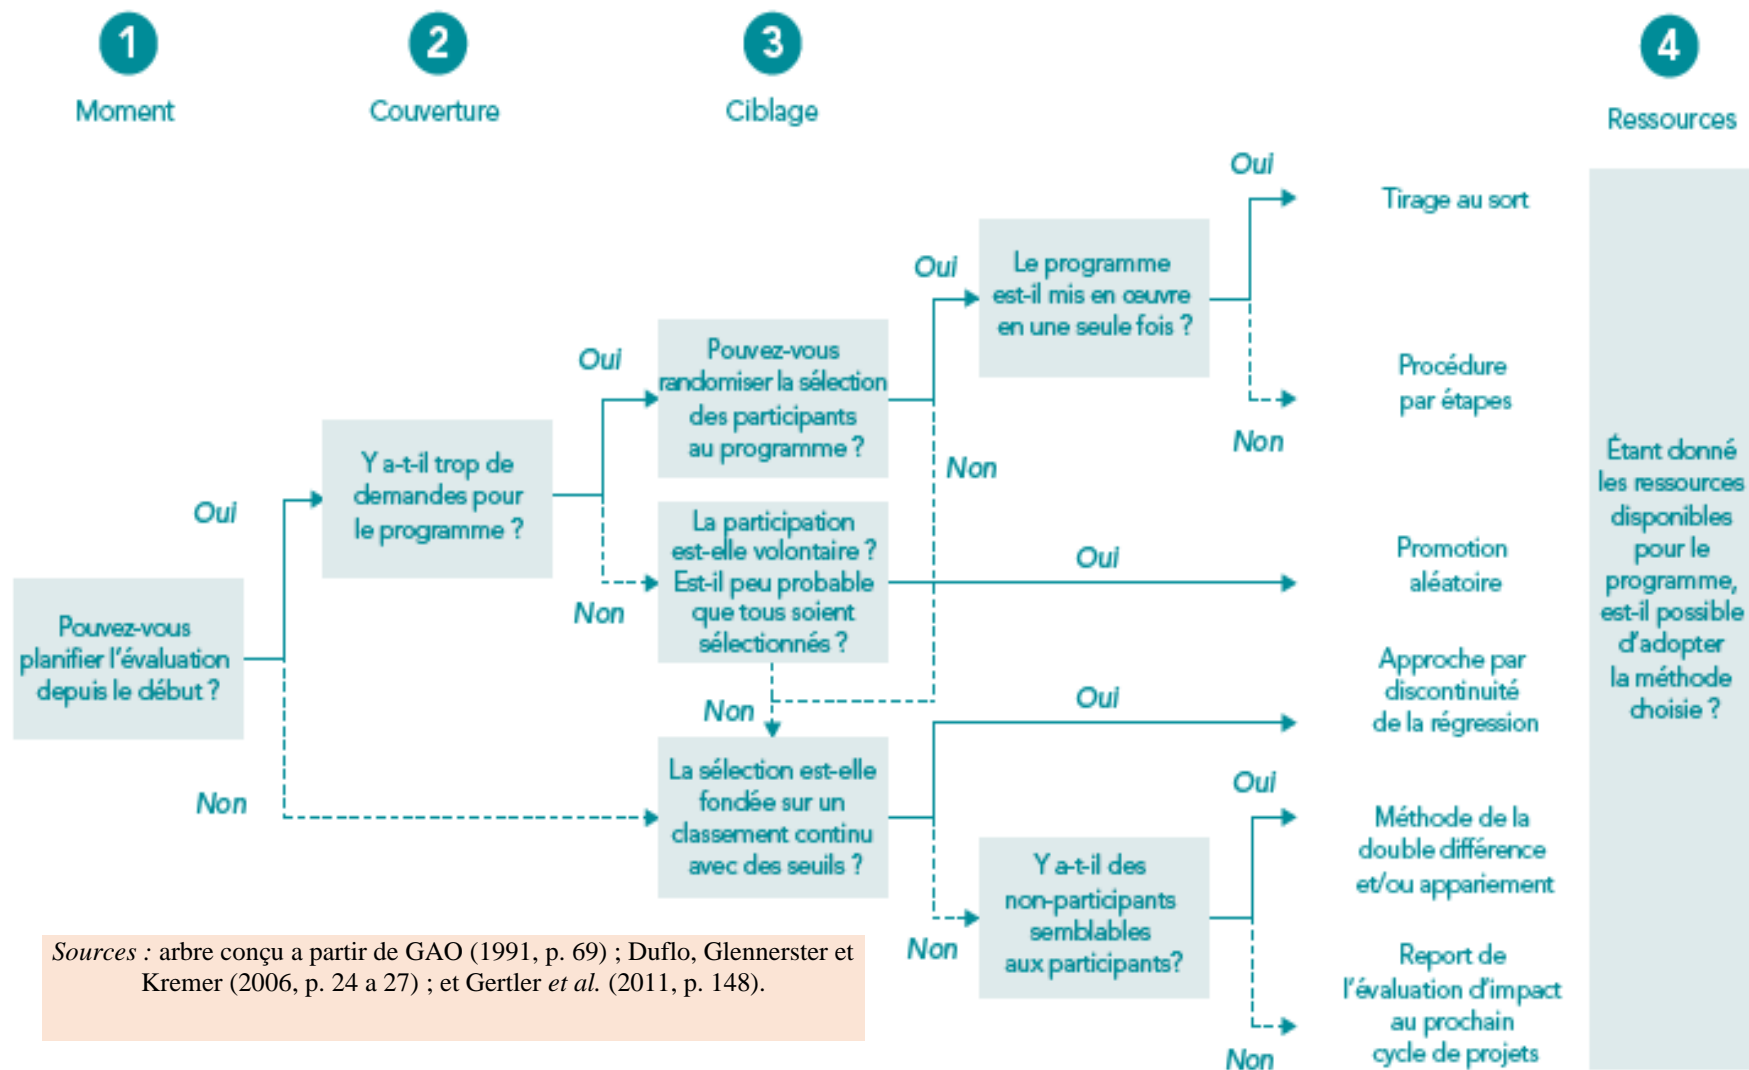 1
2
3
4
Moment
Couverture
Ciblage
Ressources
Pouvez-vous
planifier l'évaluation
depuis le début ?
Oui
Non
Y a-t-il trop de
demandes pour
le programme ?
Oui
Non
Pouvez-vous
randomiser la sélection
des participants
au programme ?
Oui
Non
La participation
est-elle volontaire ?
Est-il peu probable
que tous soient
sélectionnés ?
Oui
Non
La sélection est-elle
fondée sur un
classement continu
avec des seuils ?
Oui
Non
Le programme
est-il mis en œuvre
en une seule fois ?
Oui
Non
Y a-t-il des
non-participants
semblables
aux participants?
Oui
Non
Tirage au sort
Procédure
par étapes
Promotion
aléatoire
Approche par
discontinuité
de la régression
Méthode de la
double différence
et/ou appariement
Report de
l'évaluation d'impact
au prochain
cycle de projets
Étant donné
les ressources
disponibles
pour le
programme,
est-il possible
d'adopter
la méthode
choisie ?
Sources : arbre conçu a partir de GAO (1991, p. 69) ; Duflo, Glennerster et
Kremer (2006, p. 24 a 27) ; et Gertler et al. (2011, p. 148).